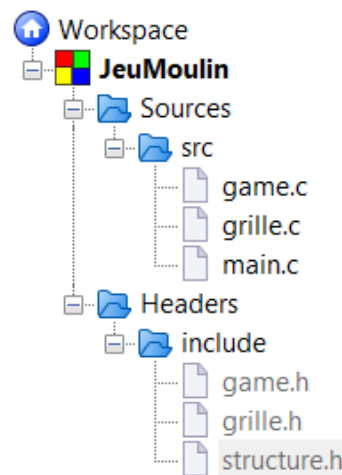 Workspace
JeuMoulin
Sources
src
game.c
grille.c
main.c
Headers
include
game.h
grille.h
structure.h